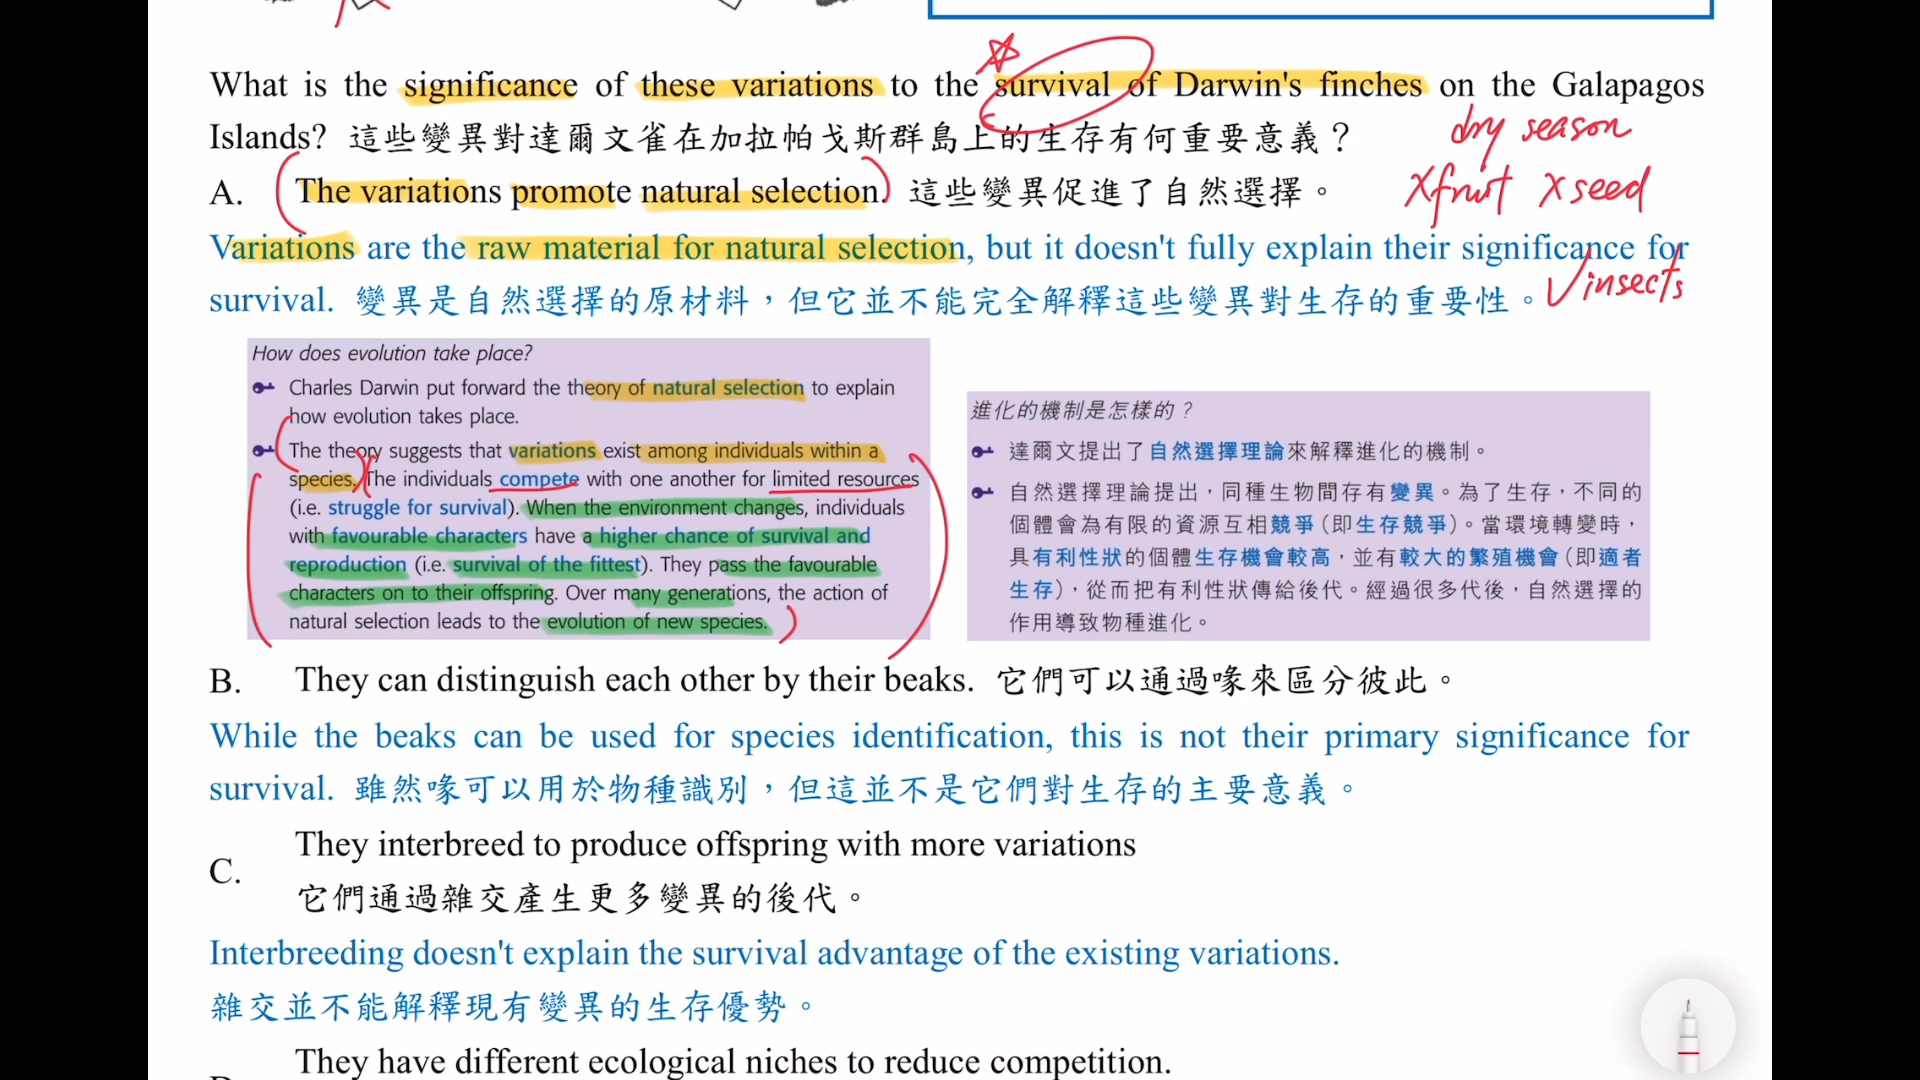 What is the significance of these variations to the survival of Darwin's finches on the Galapagos
Islands? 這些變異對達爾文雀在加拉帕戈斯群島上的生存有何重要意義？
dry season
A. The variations promote natural selection. 這些變異促進了自然選擇。
xfruit xseed
Variations are the raw material for natural selection, but it doesn't fully explain their significance for
survival. 變異是自然選擇的原材料，但它並不能完全解釋這些變異對生存的重要性。
✓insects
How does evolution take place?
Charles Darwin put forward the theory of natural selection to explain
how evolution takes place.
The theory suggests that variations exist among individuals within a
species. The individuals compete with one another for limited resources
(i.e. struggle for survival). When the environment changes, individuals
with favourable characters have a higher chance of survival and
reproduction (i.e. survival of the fittest). They pass the favourable
characters on to their offspring. Over many generations, the action of
natural selection leads to the evolution of new species.
進化的機制是怎樣的？
達爾文提出了自然選擇理論來解釋進化的機制。
自然選擇理論提出，同種生物間存有變異。為了生存，不同的
個體會為有限的資源互相競爭（即生存競爭）。當環境轉變時，
具有利性狀的個體生存機會較高，並有較大的繁殖機會（即適者
生存），從而把有利性狀傳給後代。經過很多代後，自然選擇的
作用導致物種進化。
B. They can distinguish each other by their beaks. 它們可以通過喙來區分彼此。
While the beaks can be used for species identification, this is not their primary significance for
survival. 雖然喙可以用於物種識別，但這並不是它們對生存的主要意義。
They interbreed to produce offspring with more variations
C.
它們通過雜交產生更多變異的後代。
Interbreeding doesn't explain the survival advantage of the existing variations.
雜交並不能解釋現有變異的生存優勢。
They have different ecological niches to reduce competition.